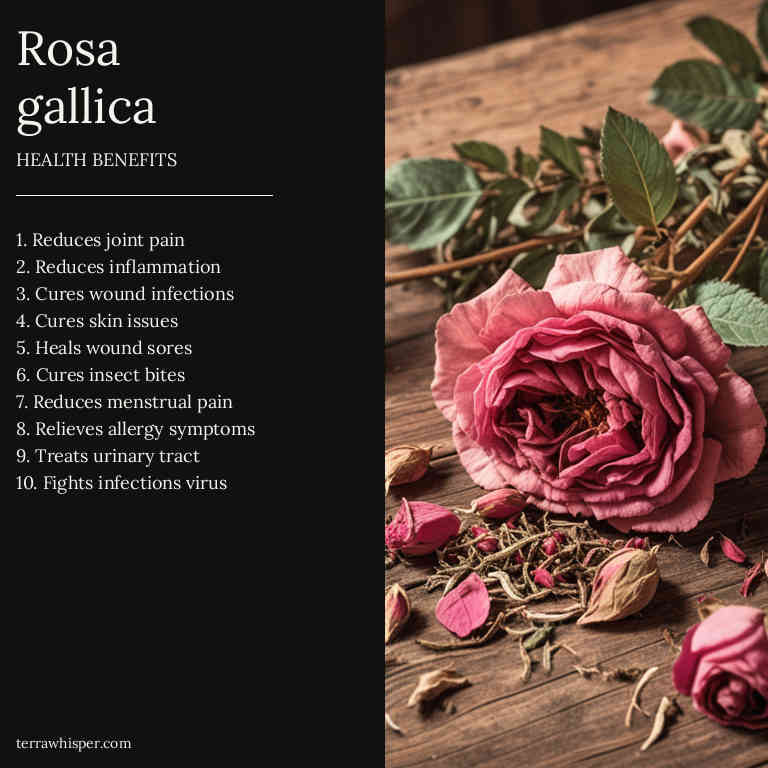 Rosa
gallica
HEALTH BENEFITS
1. Reduces joint pain
2. Reduces inflammation
3. Cures wound infections
4. Cures skin issues
5. Heals wound sores
6. Cures insect bites
7. Reduces menstrual pain
8. Relieves allergy symptoms
9. Treats urinary tract
10. Fights infections virus
terrawhisper.com